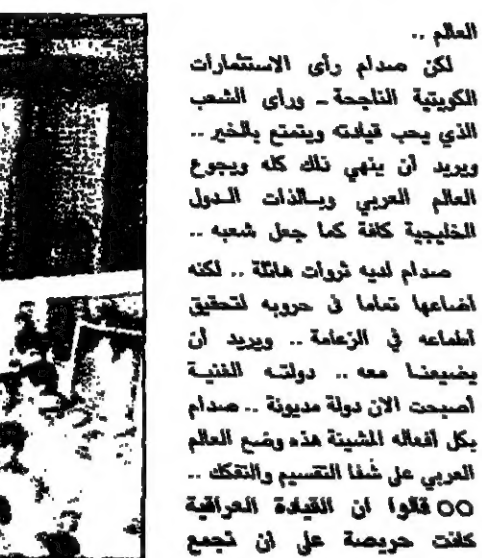 العالم ..
لكن صدام رأى الاستثمارات
الكويتية الناجحة ـ ورأى الشعب
الذي يحب قيادته ويتمتع بالخير ..
ويريد أن ينهي ذلك كله ويجوع
العالم العربي وبالذات الدول
الخليجية كافة كما جعل شعبه ..
صدام لديه ثروات هائلة .. لكنه
أضاعها تماما في حروبه لتحقيق
أطماعه في الزعامة .. ويريد أن
يضيعنا معه .. دولته الغنية
أصبحت الآن دولة مديونة .. صدام
بكل أفعاله المشينة هذه وضع العالم
العربي على شفا التقسيم والتفكك ..
○○ قالوا ان القيادة العراقية
كانت حريصة على ان تجمع